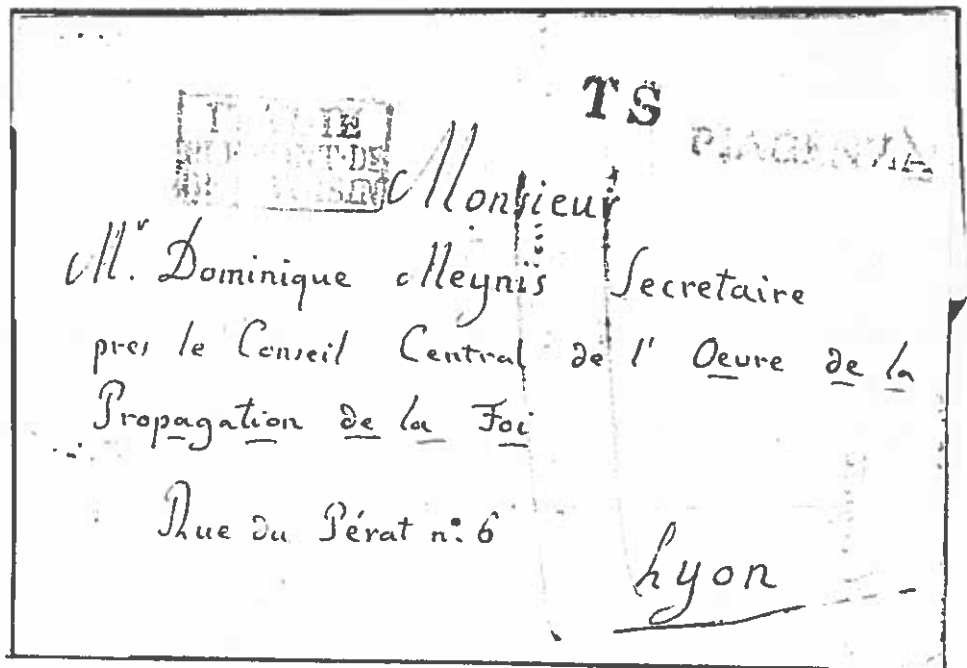 TS
PIACENZA
Monsieur
Mr. Dominique Meynis Secretaire
pres le Conseil Central de l' Oeuvre de la
Propagation de la Foi
Rue du Pérat n° 6
Lyon